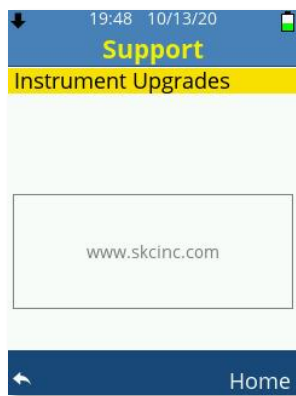 19:48 10/13/20
Support
Instrument Upgrades
www.skcinc.com
Home